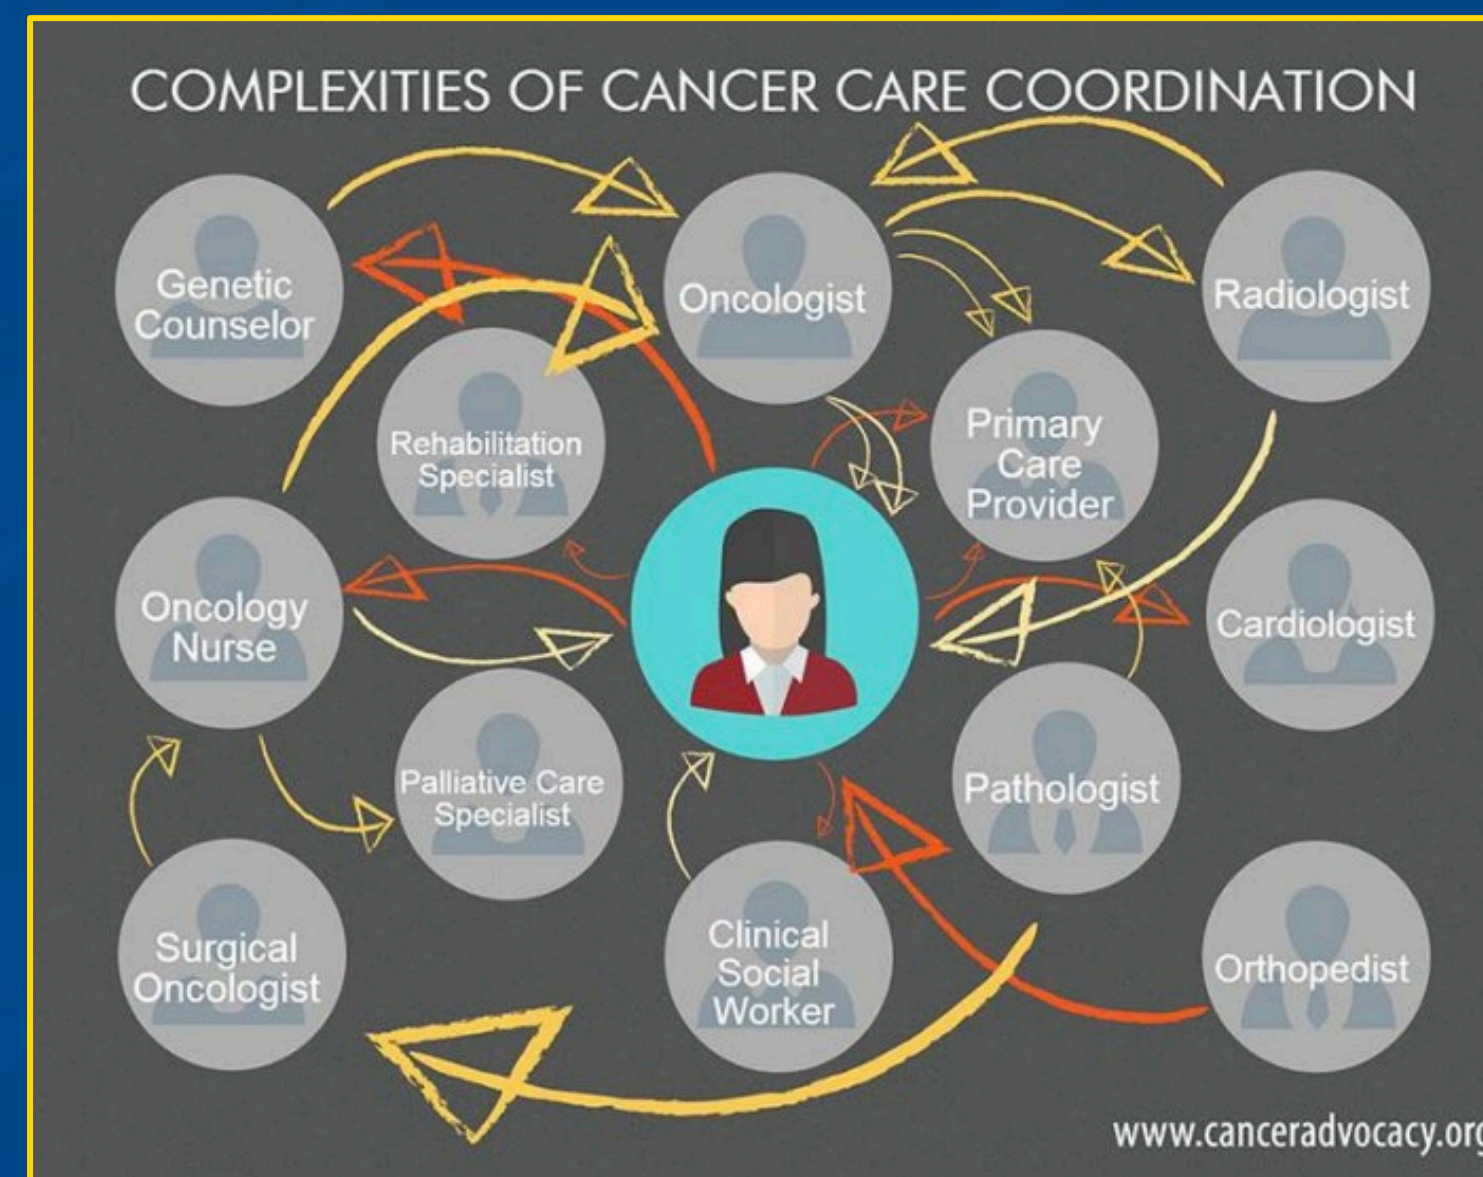 COMPLEXITIES OF CANCER CARE COORDINATION
Genetic
Counselor
Oncologist
Radiologist
Rehabilitation
Specialist
Primary
Care
Provider
Oncology
Nurse
Cardiologist
Palliative Care
Specialist
Pathologist
Surgical
Oncologist
Clinical
Social
Worker
Orthopedist
www.canceradvocacy.org